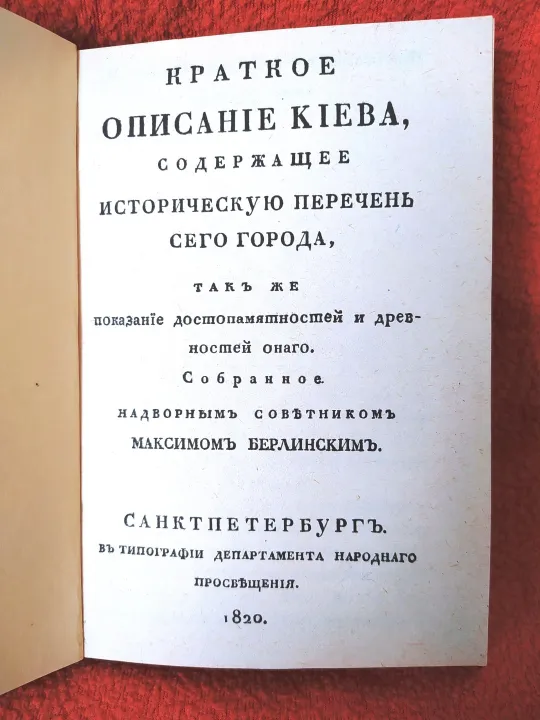 КРАТКОЕ
ОПИСАНІЕ КІЕВА,
СОДЕРЖАЩЕЕ
ИСТОРИЧЕСКУЮ ПЕРЕЧЕНЬ
СЕГО ГОРОДА,
ТАКЪ ЖЕ
показаніе достопамятностей и древ-
ностей онаго.
Собранное.
НАДВОРНЫМЪ СОВѢТНИКОМЪ
МАКСИМОМЪ БЕРЛИНСКИМЪ.
САНКТПЕТЕРБУРГЪ.
ВЪ ТИПОГРАФІИ ДЕПАРТАМЕНТА НАРОДНАГО
ПРОСВѢЩЕНІЯ.
1820.